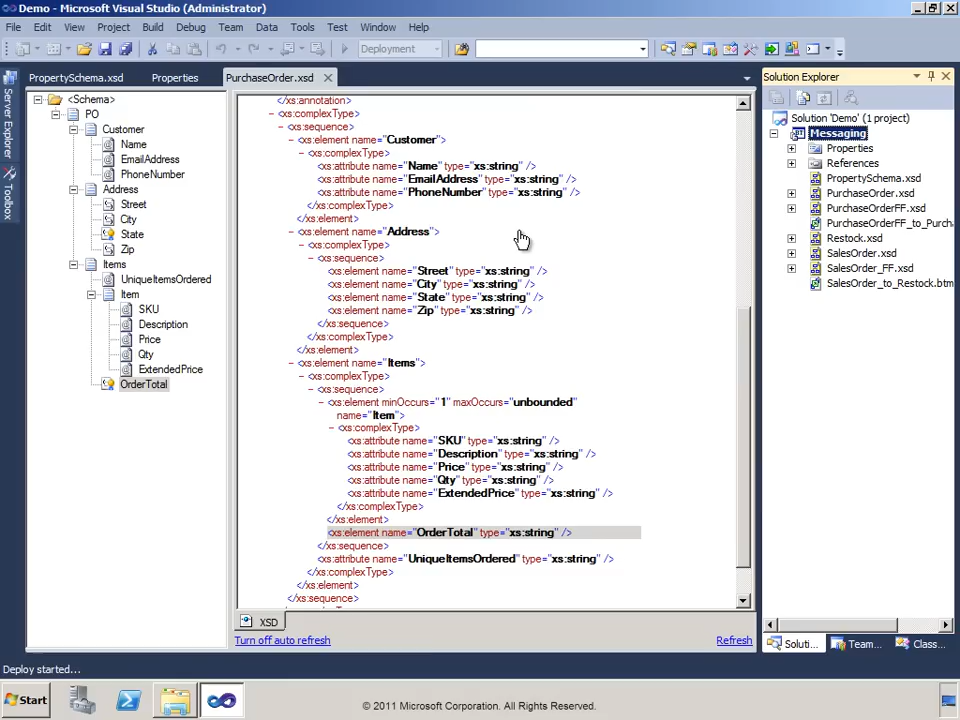 Demo - Microsoft Visual Studio (Administrator)
File Edit View Project Build Debug Team Data Tools Test Window Help
Deployment
PropertySchema.xsd Properties PurchaseOrder.xsd
Server Explorer
Toolbox
<Schema>
PO
Customer
Name
EmailAddress
PhoneNumber
Address
Street
City
State
Zip
Items
UniqueItemsOrdered
Item
SKU
Description
Price
Qty
ExtendedPrice
OrderTotal
</xs:annotation>
- <xs:complexType>
- <xs:sequence>
- <xs:element name="Customer">
- <xs:complexType>
<xs:attribute name="Name" type="xs:string" />
<xs:attribute name="EmailAddress" type="xs:string" />
<xs:attribute name="PhoneNumber" type="xs:string" />
</xs:complexType>
</xs:element>
- <xs:element name="Address">
- <xs:complexType>
- <xs:sequence>
<xs:element name="Street" type="xs:string" />
<xs:element name="City" type="xs:string" />
<xs:element name="State" type="xs:string" />
<xs:element name="Zip" type="xs:string" />
</xs:sequence>
</xs:complexType>
</xs:element>
- <xs:element name="Items">
- <xs:complexType>
- <xs:sequence>
- <xs:element minOccurs="1" maxOccurs="unbounded"
name="Item">
- <xs:complexType>
<xs:attribute name="SKU" type="xs:string" />
<xs:attribute name="Description" type="xs:string" />
<xs:attribute name="Price" type="xs:string" />
<xs:attribute name="Qty" type="xs:string" />
<xs:attribute name="ExtendedPrice" type="xs:string" />
</xs:complexType>
</xs:element>
<xs:element name="OrderTotal" type="xs:string" />
</xs:sequence>
<xs:attribute name="UniqueItemsOrdered" type="xs:string" />
</xs:complexType>
</xs:element>
</xs:sequence>
XSD
Turn off auto refresh Refresh
Solution Explorer
Solution 'Demo' (1 project)
Messaging
Properties
References
PropertySchema.xsd
PurchaseOrder.xsd
PurchaseOrderFF.xsd
PurchaseOrderFF_to_Purch
Restock.xsd
SalesOrder.xsd
SalesOrder_FF.xsd
SalesOrder_to_Restock.btm
Soluti... Team... Class...
Deploy started...
Start
© 2011 Microsoft Corporation. All Rights Reserved.